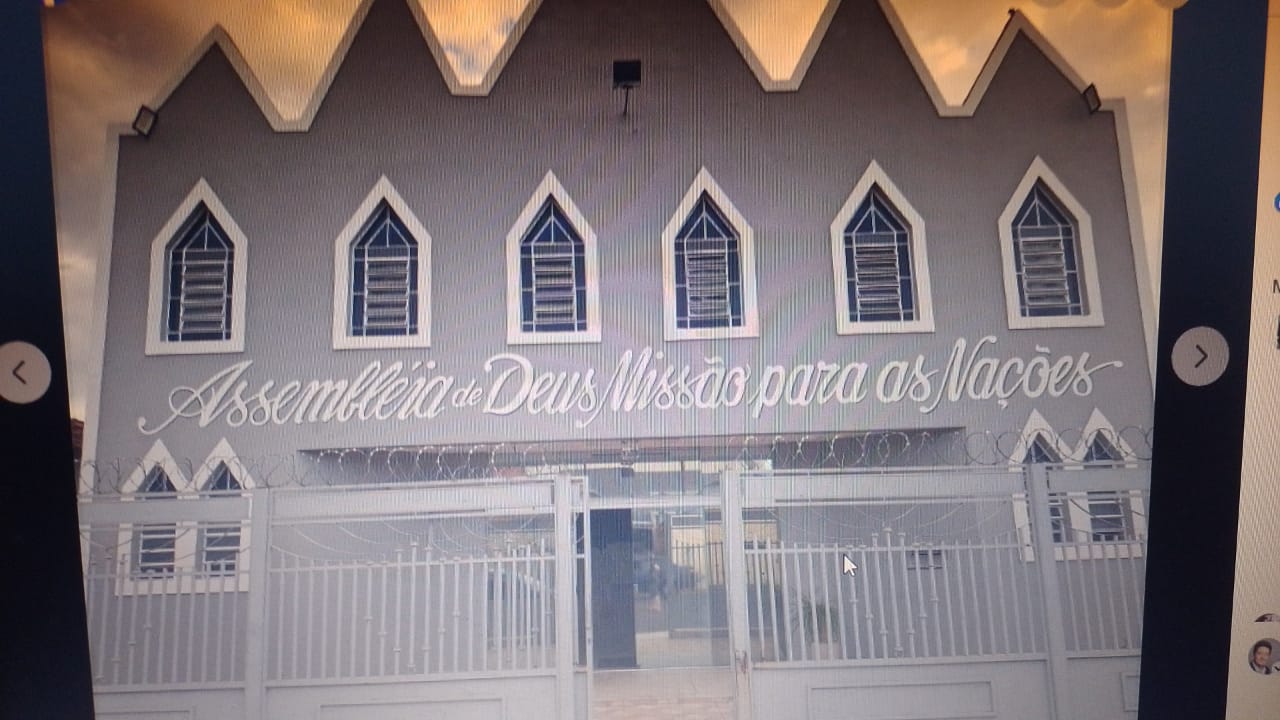 Assembléia de Deus Missão para as Nações